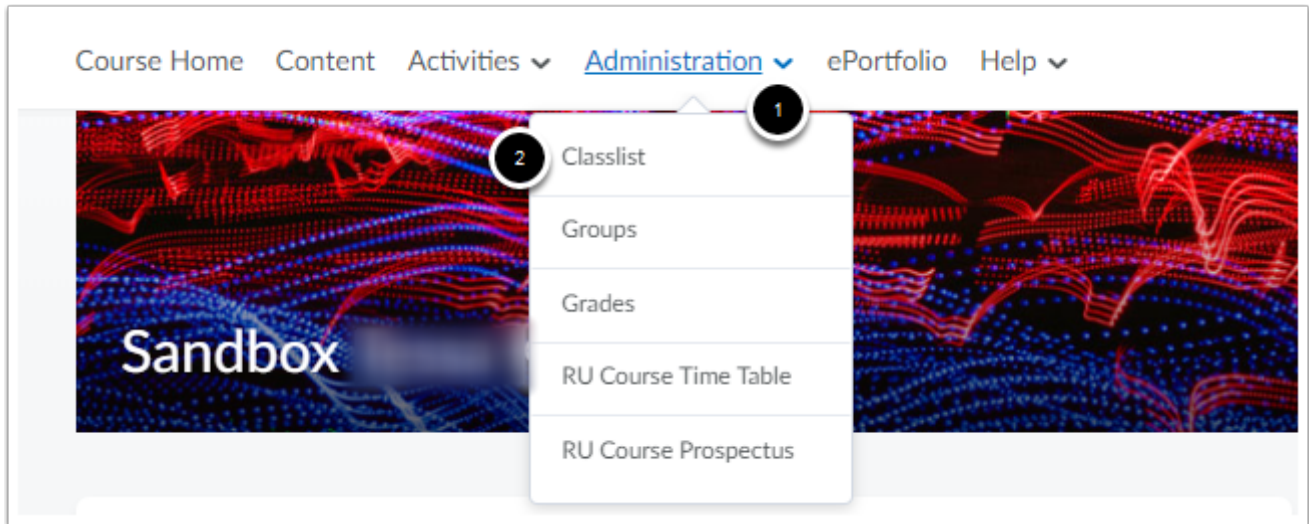 Course Home Content Activities Administration ePortfolio Help
1
2 Classlist
Groups
Grades
Sandbox
RU Course Time Table
RU Course Prospectus